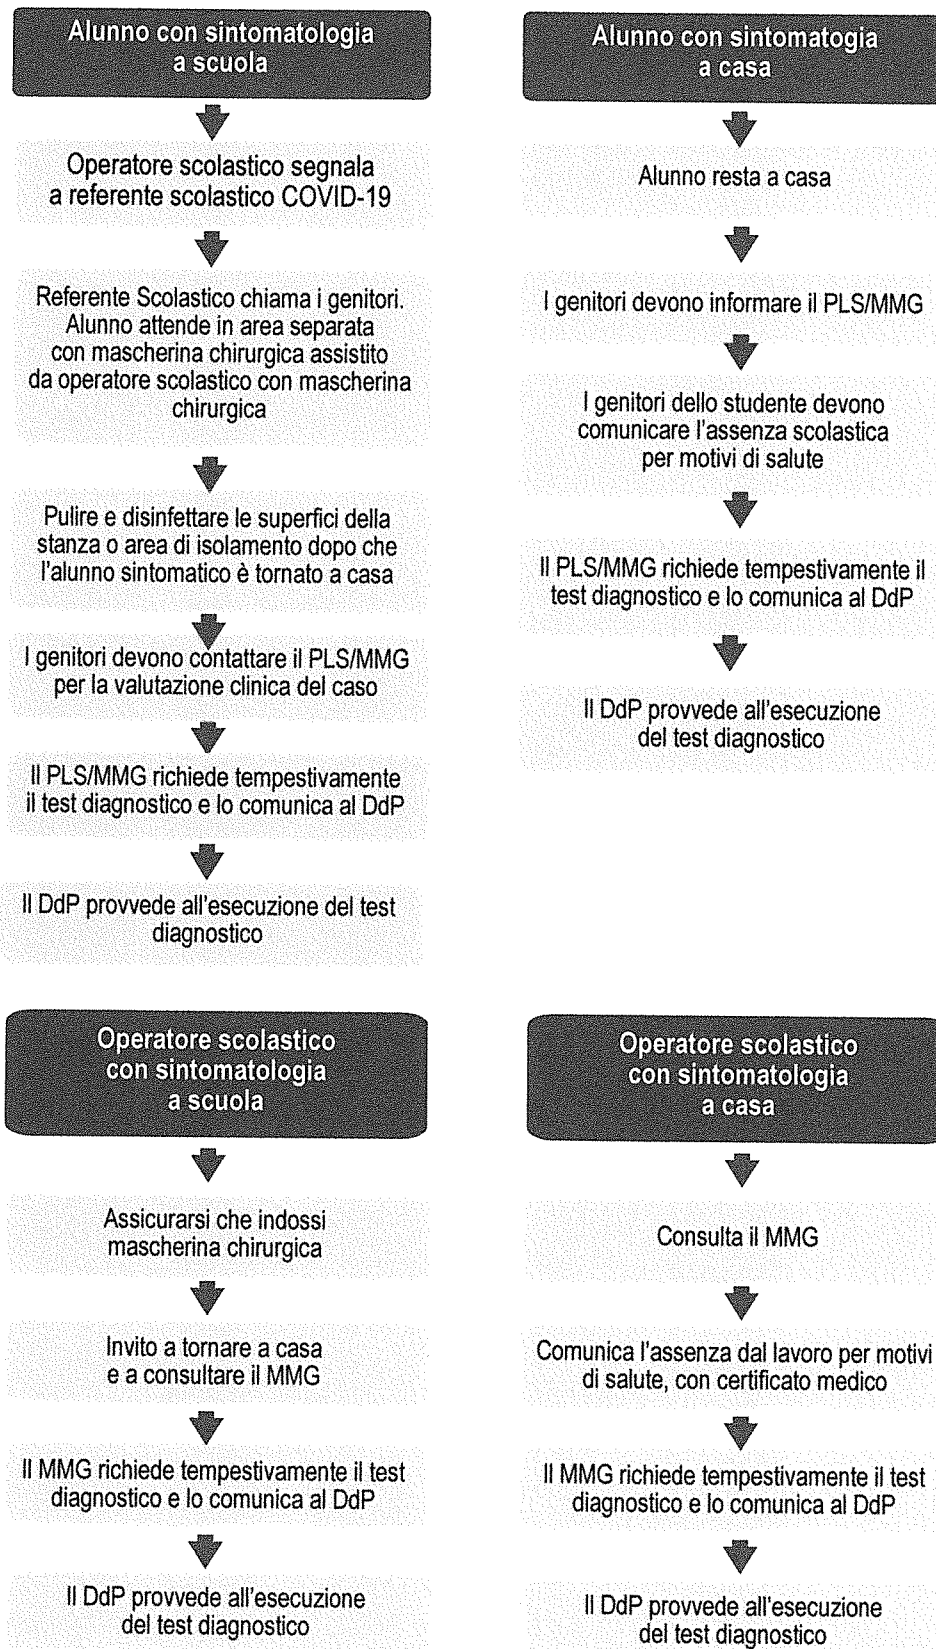 Alunno con sintomatologia
a scuola
Operatore scolastico segnala
a referente scolastico COVID-19
Referente Scolastico chiama i genitori.
Alunno attende in area separata
con mascherina chirurgica assistito
da operatore scolastico con mascherina
chirurgica
Pulire e disinfettare le superfici della
stanza o area di isolamento dopo che
l'alunno sintomatico è tornato a casa
I genitori devono contattare il PLS/MMG
per la valutazione clinica del caso
Il PLS/MMG richiede tempestivamente
il test diagnostico e lo comunica al DdP
Il DdP provvede all'esecuzione del test
diagnostico
Alunno con sintomatogia
a casa
Alunno resta a casa
I genitori devono informare il PLS/MMG
I genitori dello studente devono
comunicare l'assenza scolastica
per motivi di salute
Il PLS/MMG richiede tempestivamente il
test diagnostico e lo comunica al DdP
Il DdP provvede all'esecuzione
del test diagnostico
Operatore scolastico
con sintomatologia
a scuola
Assicurarsi che indossi
mascherina chirurgica
Invito a tornare a casa
e a consultare il MMG
Il MMG richiede tempestivamente il test
diagnostico e lo comunica al DdP
Il DdP provvede all'esecuzione
del test diagnostico
Operatore scolastico
con sintomatologia
a casa
Consulta il MMG
Comunica l'assenza dal lavoro per motivi
di salute, con certificato medico
Il MMG richiede tempestivamente il test
diagnostico e lo comunica al DdP
Il DdP provvede all'esecuzione
del test diagnostico